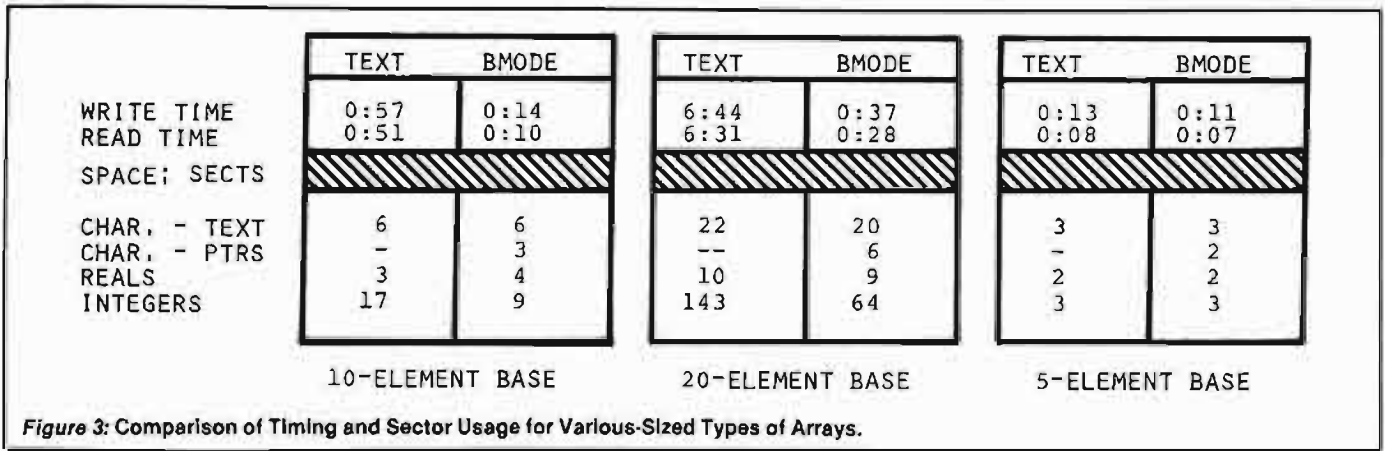 TEXT BMODE TEXT BMODE TEXT BMODE
WRITE TIME 0:57 0:14 6:44 0:37 0:13 0:11
READ TIME 0:51 0:10 6:31 0:28 0:08 0:07
SPACE; SECTS
CHAR. - TEXT 6 6 22 20 3 3
CHAR. - PTRS - 3 -- 6 - 2
REALS 3 4 10 9 2 2
INTEGERS 17 9 143 64 3 3
10-ELEMENT BASE 20-ELEMENT BASE 5-ELEMENT BASE
Figure 3: Comparison of Timing and Sector Usage for Various-Sized Types of Arrays.